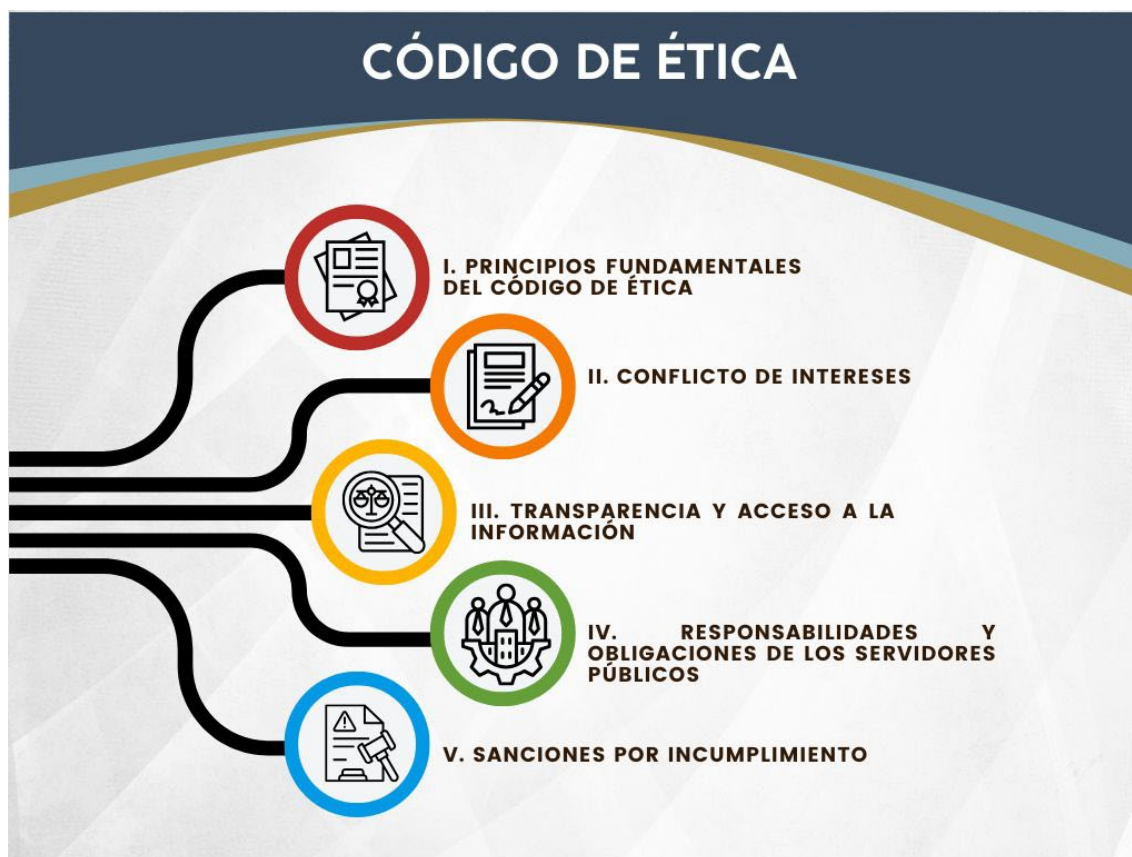 CÓDIGO DE ÉTICA
I. PRINCIPIOS FUNDAMENTALES
DEL CÓDIGO DE ÉTICA
II. CONFLICTO DE INTERESES
III. TRANSPARENCIA Y ACCESO A LA
INFORMACIÓN
IV. RESPONSABILIDADES Y
OBLIGACIONES DE LOS SERVIDORES
PÚBLICOS
V. SANCIONES POR INCUMPLIMIENTO